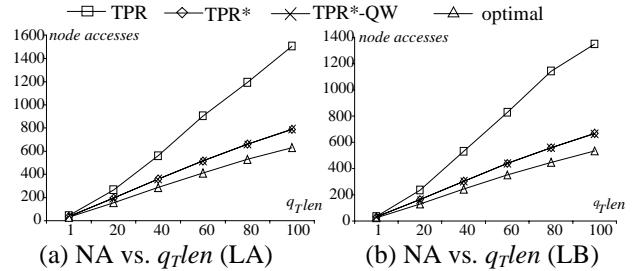 TPR TPR* TPR*-QW optimal
node accesses
1600
1400
1200
1000
800
600
400
200
0
1 20 40 60 80 100
qTlen
(a) NA vs. qTlen (LA)
node accesses
1400
1200
1000
800
600
400
200
0
1 20 40 60 80 100
qTlen
(b) NA vs. qTlen (LB)